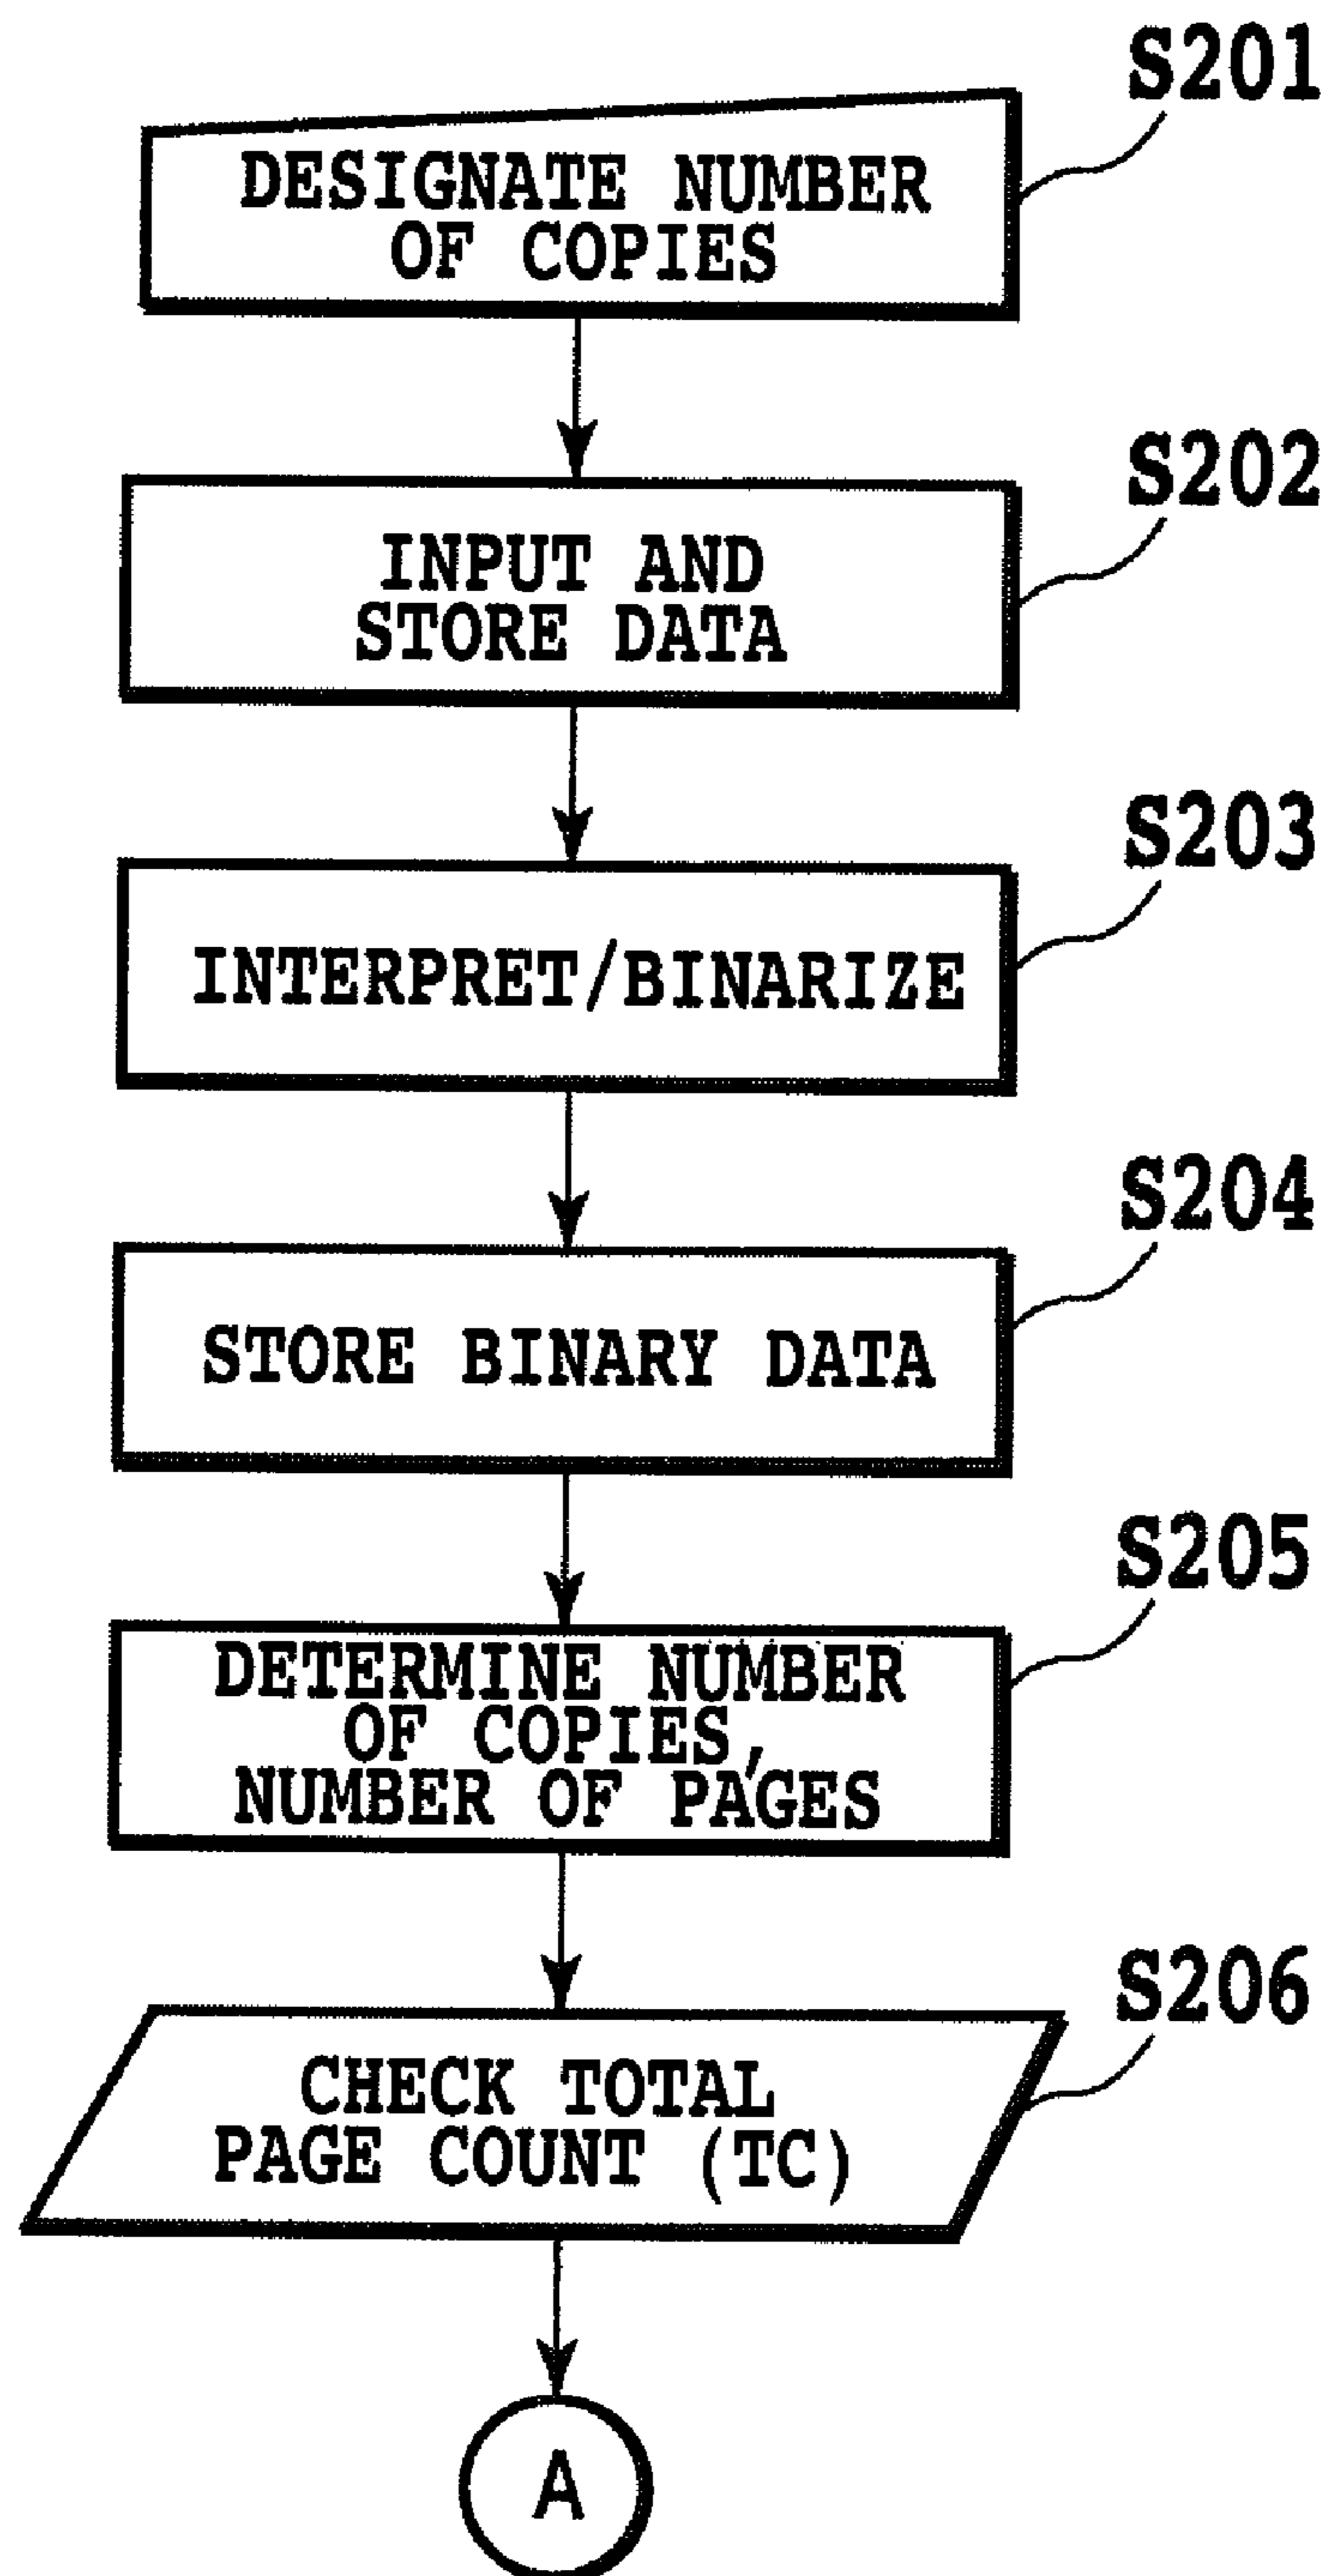 S201
DESIGNATE NUMBER
OF COPIES
S202
INPUT AND
STORE DATA
S203
INTERPRET/BINARIZE
S204
STORE BINARY DATA
S205
DETERMINE NUMBER
OF COPIES,
NUMBER OF PAGES
S206
CHECK TOTAL
PAGE COUNT (TC)
A